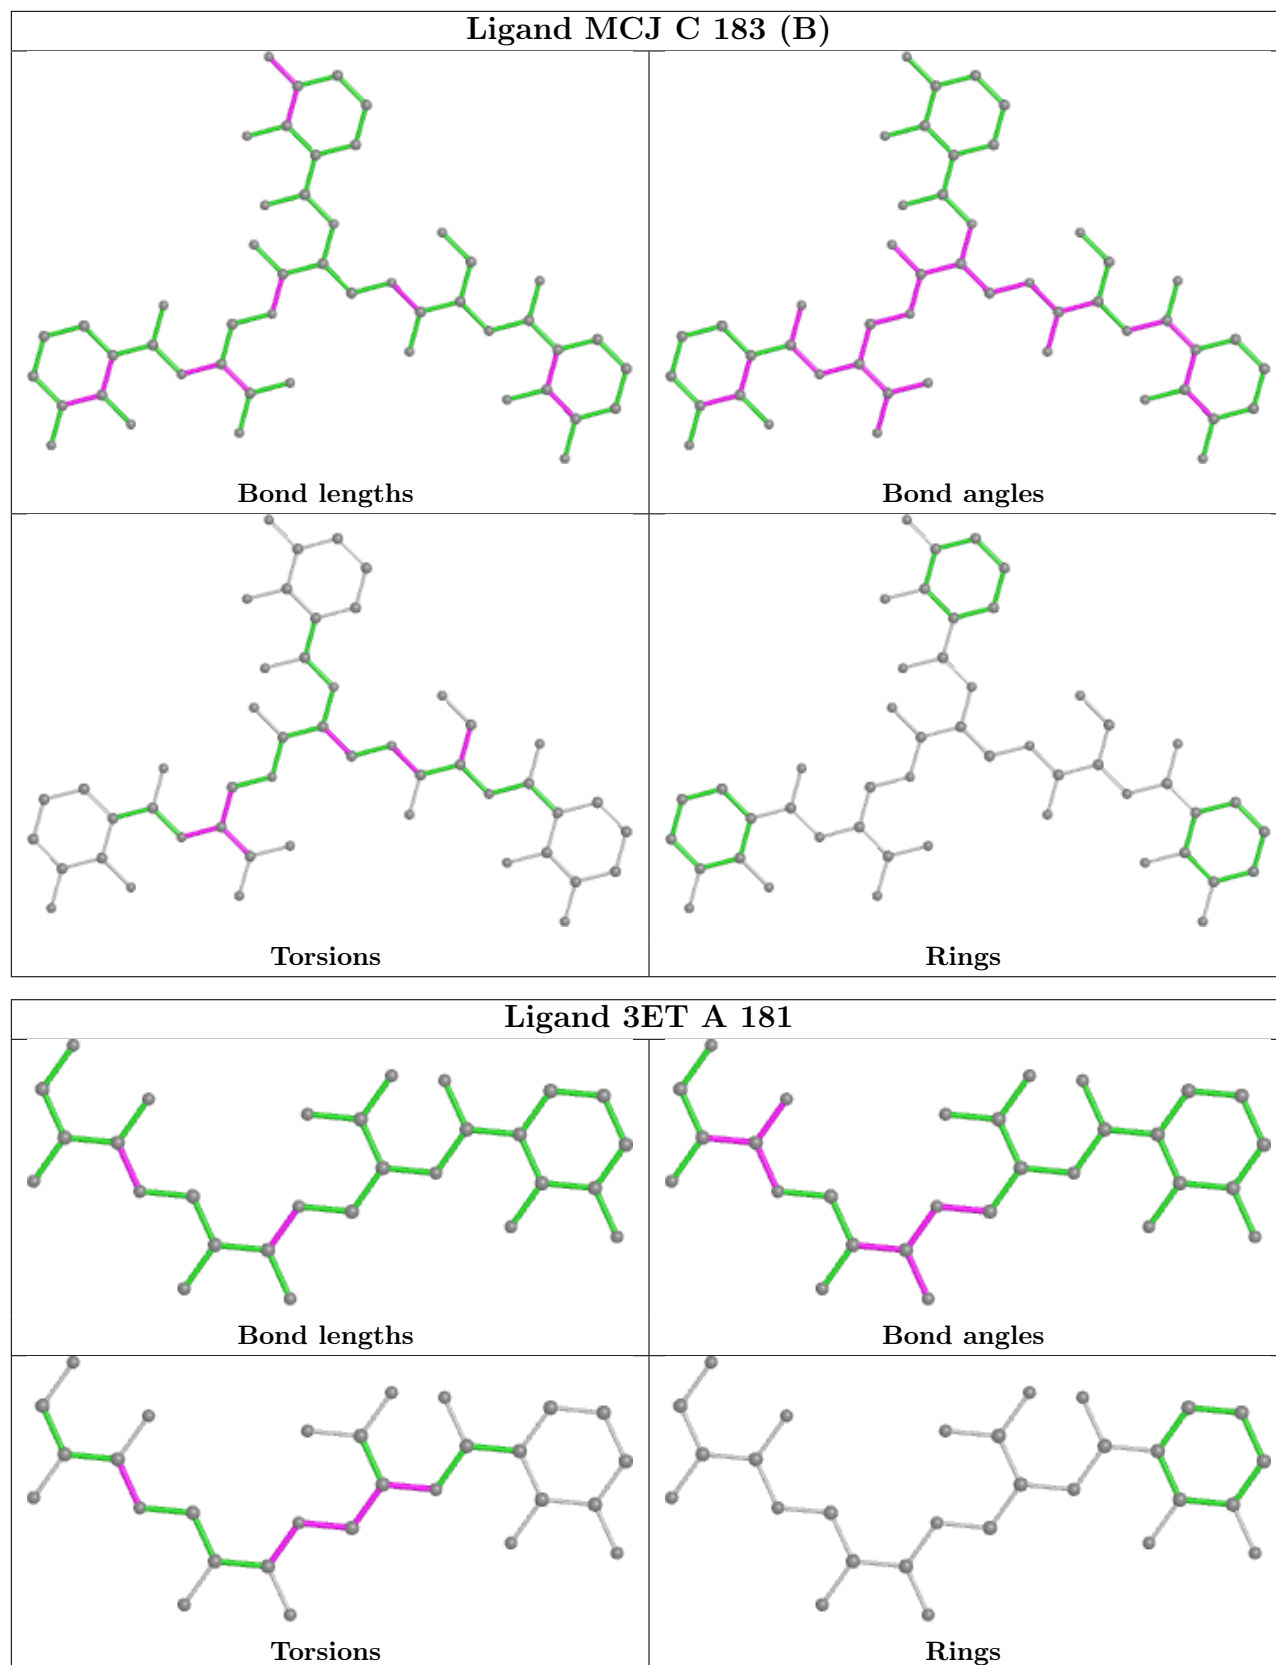 Ligand MCJ C 183 (B)
Bond lengths
Bond angles
Torsions
Rings
Ligand 3ET A 181
Bond lengths
Bond angles
Torsions
Rings